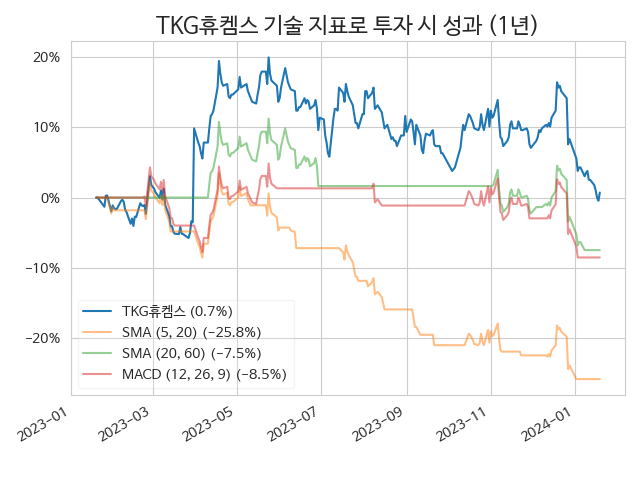 TKG휴켐스 기술 지표로 투자 시 성과 (1년)
20%
10%
0%
−10%
−20%
TKG휴켐스 (0.7%)
SMA (5, 20) (−25.8%)
SMA (20, 60) (−7.5%)
MACD (12, 26, 9) (−8.5%)
2023-01
2023-03
2023-05
2023-07
2023-09
2023-11
2024-01